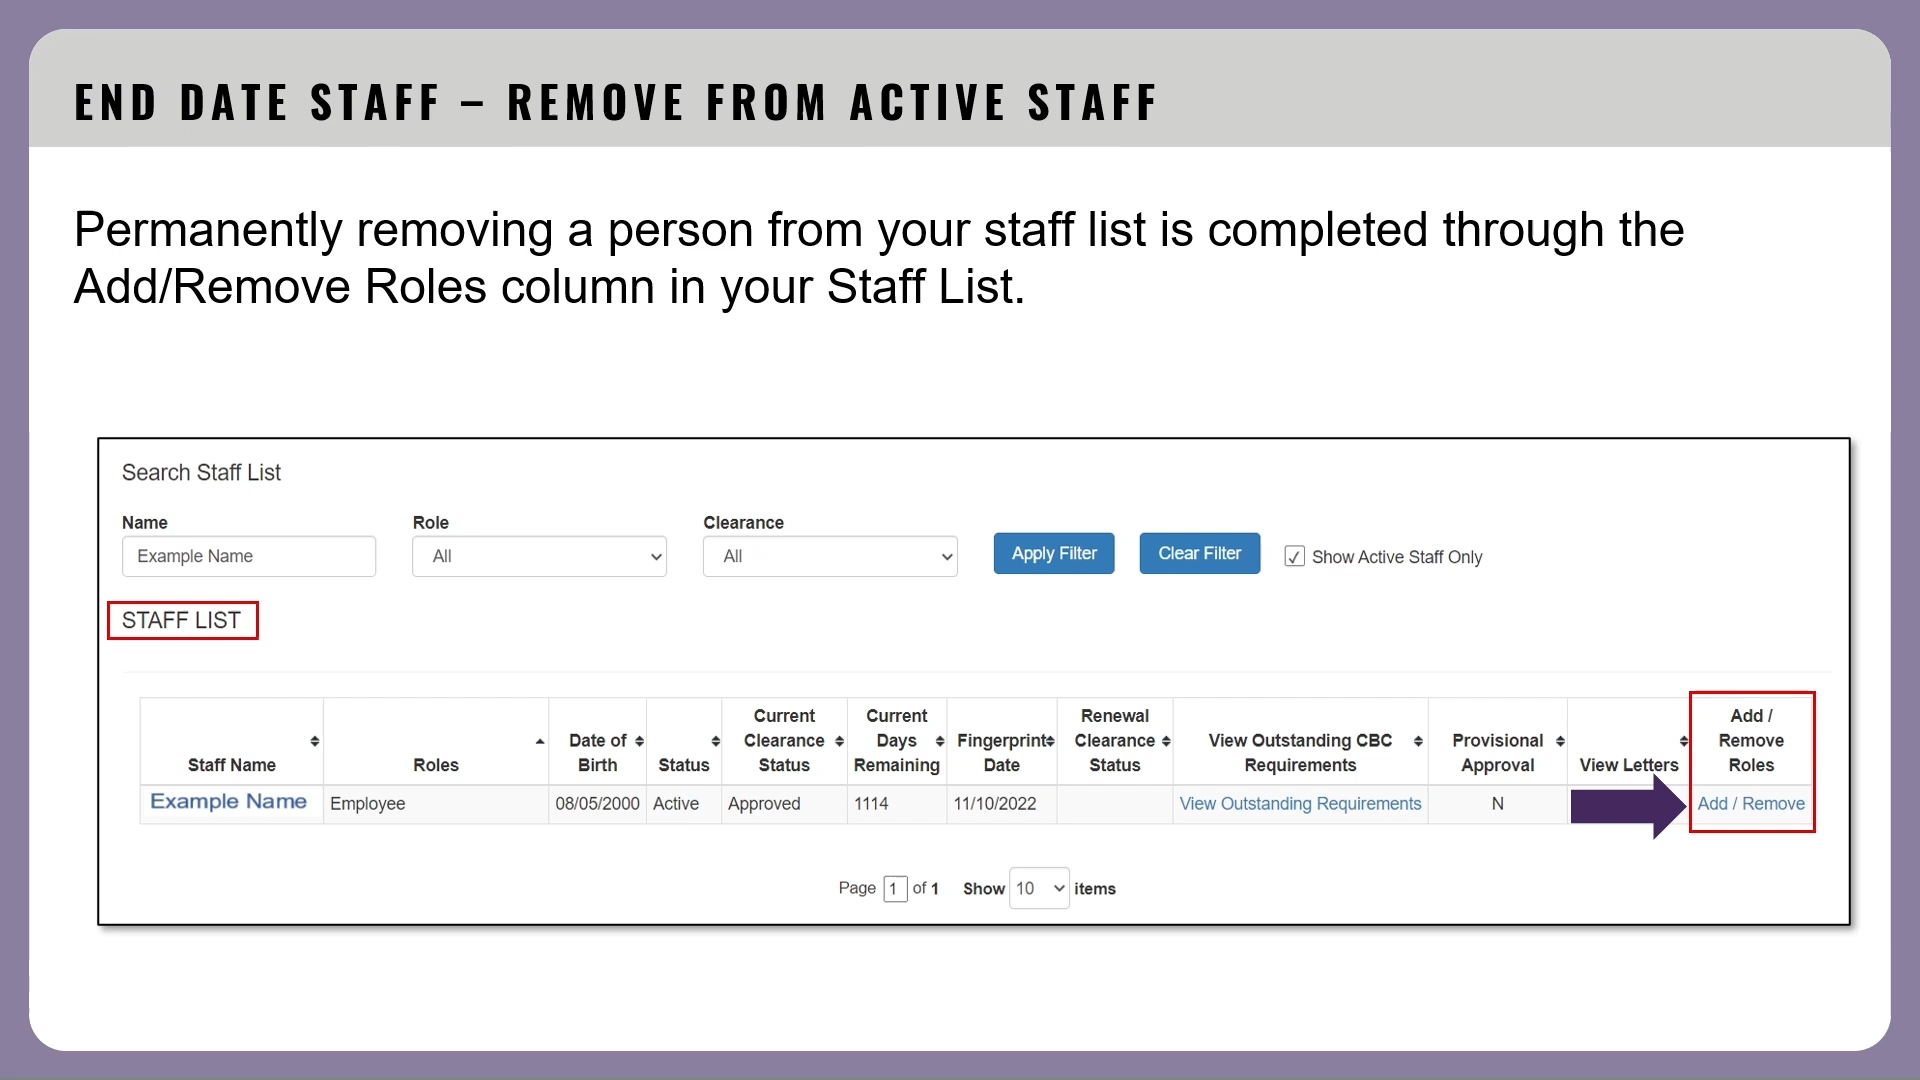 END DATE STAFF – REMOVE FROM ACTIVE STAFF
Permanently removing a person from your staff list is completed through the
Add/Remove Roles column in your Staff List.
Search Staff List
Name Role Clearance
Example Name All All Apply Filter Clear Filter Show Active Staff Only
STAFF LIST
Staff Name
Roles
Date of
Birth
Status
Current
Clearance
Status
Current
Days
Remaining
Fingerprint
Date
Renewal
Clearance
Status
View Outstanding CBC
Requirements
Provisional
Approval
View Letters
Add /
Remove
Roles
Example Name Employee 08/05/2000 Active Approved 1114 11/10/2022 View Outstanding Requirements N Add / Remove
Page 1 of 1 Show 10 items